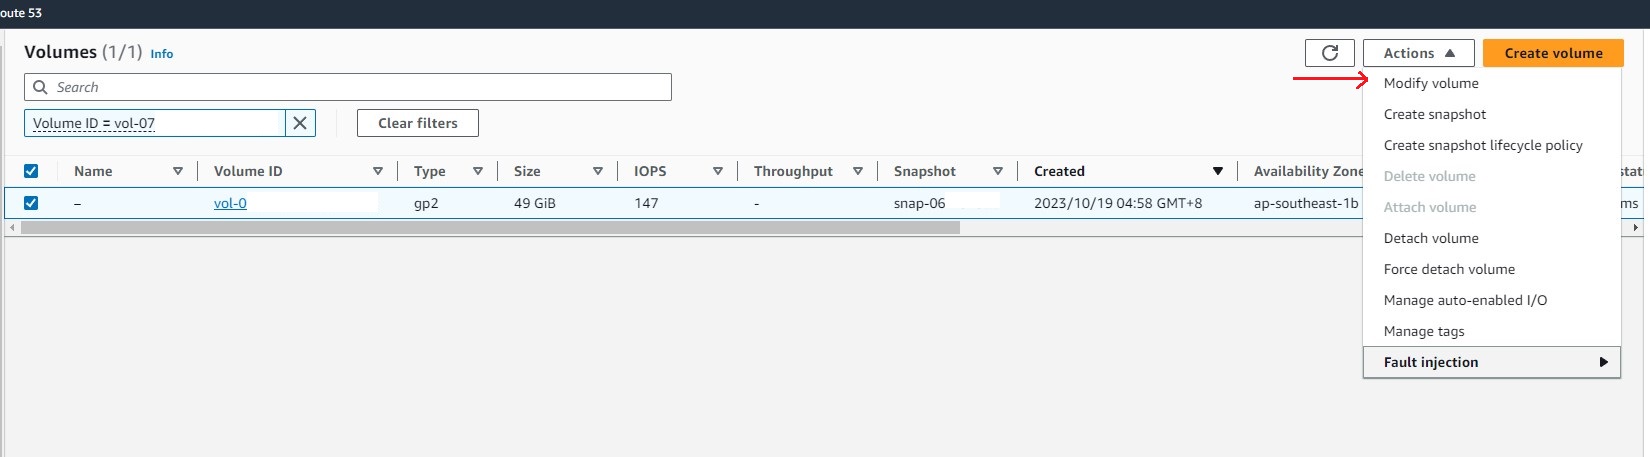 oute 53
Volumes (1/1) Info
Actions
Create volume
Search
Volume ID = vol-07
Clear filters
Modify volume
Create snapshot
Create snapshot lifecycle policy
Delete volume
Attach volume
Detach volume
Force detach volume
Manage auto-enabled I/O
Manage tags
Fault injection
Name Volume ID Type Size IOPS Throughput Snapshot Created Availability Zone stat
– vol-0 gp2 49 GiB 147 - snap-06 2023/10/19 04:58 GMT+8 ap-southeast-1b ms